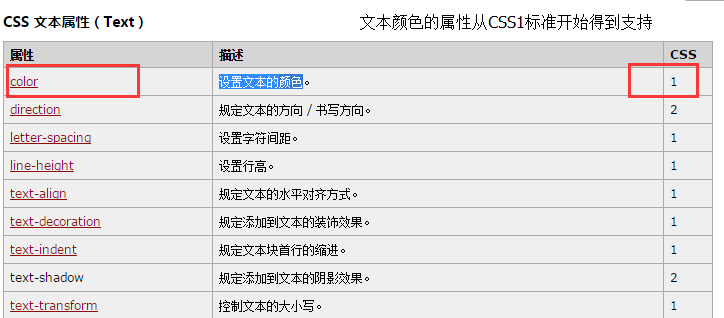 CSS 文本属性（Text） 文本颜色的属性从CSS1标准开始得到支持
属性 描述 CSS
color 设置文本的颜色。 1
direction 规定文本的方向 / 书写方向。 2
letter-spacing 设置字符间距。 1
line-height 设置行高。 1
text-align 规定文本的水平对齐方式。 1
text-decoration 规定添加到文本的装饰效果。 1
text-indent 规定文本块首行的缩进。 1
text-shadow 规定添加到文本的阴影效果。 2
text-transform 控制文本的大小写。 1